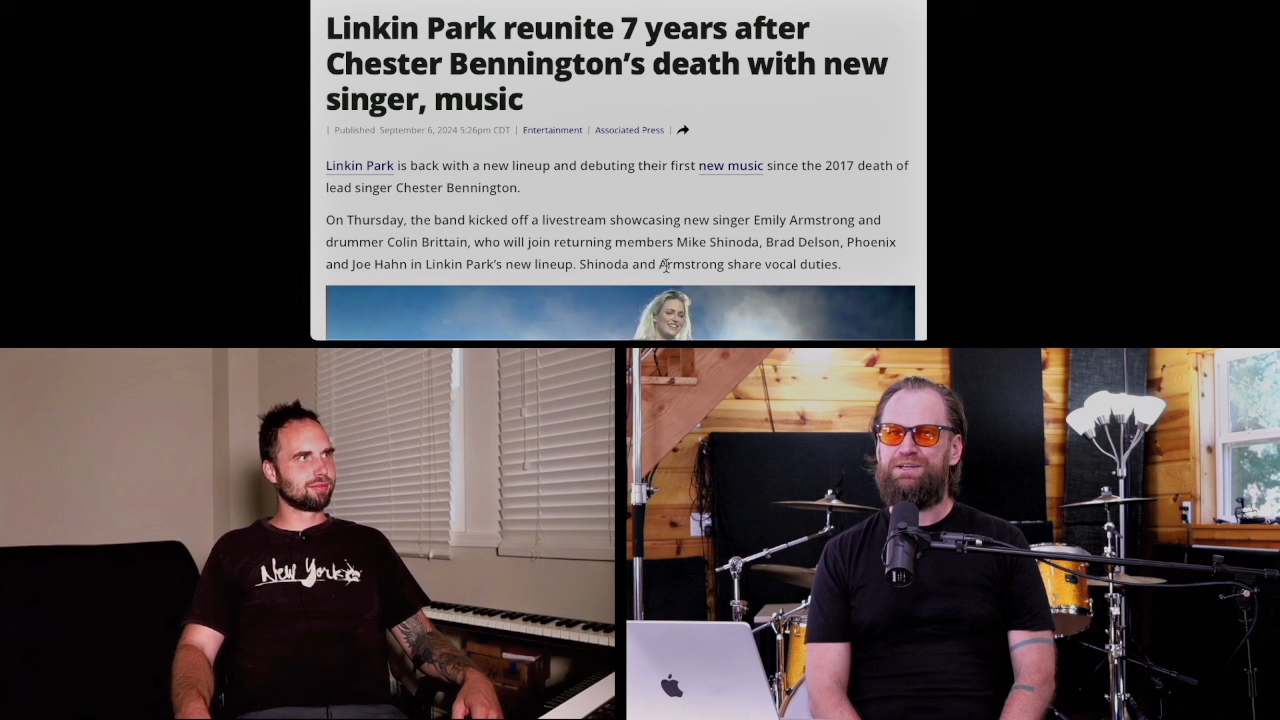 Linkin Park reunite 7 years after
Chester Bennington's death with new
singer, music
| Published September 6, 2024 5:26pm CDT | Entertainment | Associated Press |
Linkin Park is back with a new lineup and debuting their first new music since the 2017 death of
lead singer Chester Bennington.
On Thursday, the band kicked off a livestream showcasing new singer Emily Armstrong and
drummer Colin Brittain, who will join returning members Mike Shinoda, Brad Delson, Phoenix
and Joe Hahn in Linkin Park's new lineup. Shinoda and Armstrong share vocal duties.
New York